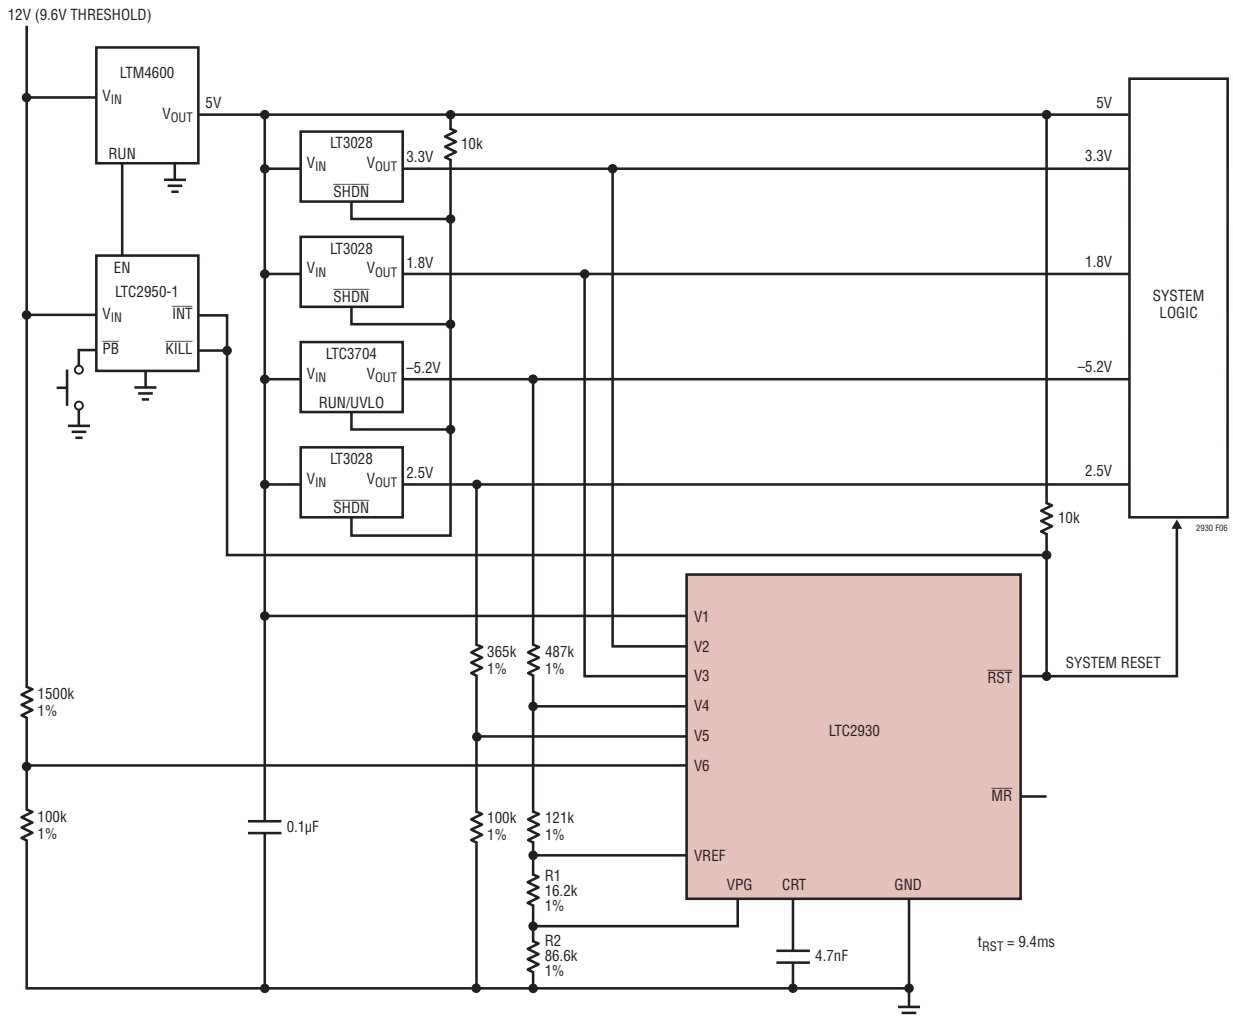 12V (9.6V THRESHOLD)
LTM4600
VIN
VOUT
RUN
5V
5V
LT3028
VIN
VOUT
SHDN
3.3V
10k
3.3V
LT3028
VIN
VOUT
SHDN
1.8V
1.8V
EN
LTC2950-1
VIN
INT
PB
KILL
SYSTEM
LOGIC
LTC3704
VIN
VOUT
RUN/UVLO
–5.2V
–5.2V
LT3028
VIN
VOUT
SHDN
2.5V
2.5V
10k
2930 F06
V1
V2
V3
V4
V5
V6
VREF
VPG
CRT
GND
LTC2930
RST
MR
SYSTEM RESET
365k
1%
487k
1%
1500k
1%
100k
1%
0.1µF
100k
1%
121k
1%
R1
16.2k
1%
R2
86.6k
1%
4.7nF
tRST = 9.4ms